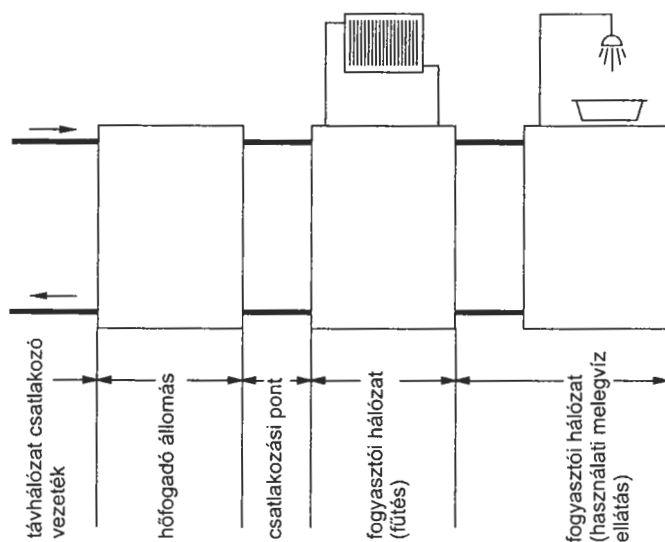 távhálózat csatlakozó
vezeték
hőfogadó állomás
csatlakozási pont
fogyasztói hálózat
(fűtés)
fogyasztói hálózat
(használati melegvíz
ellátás)